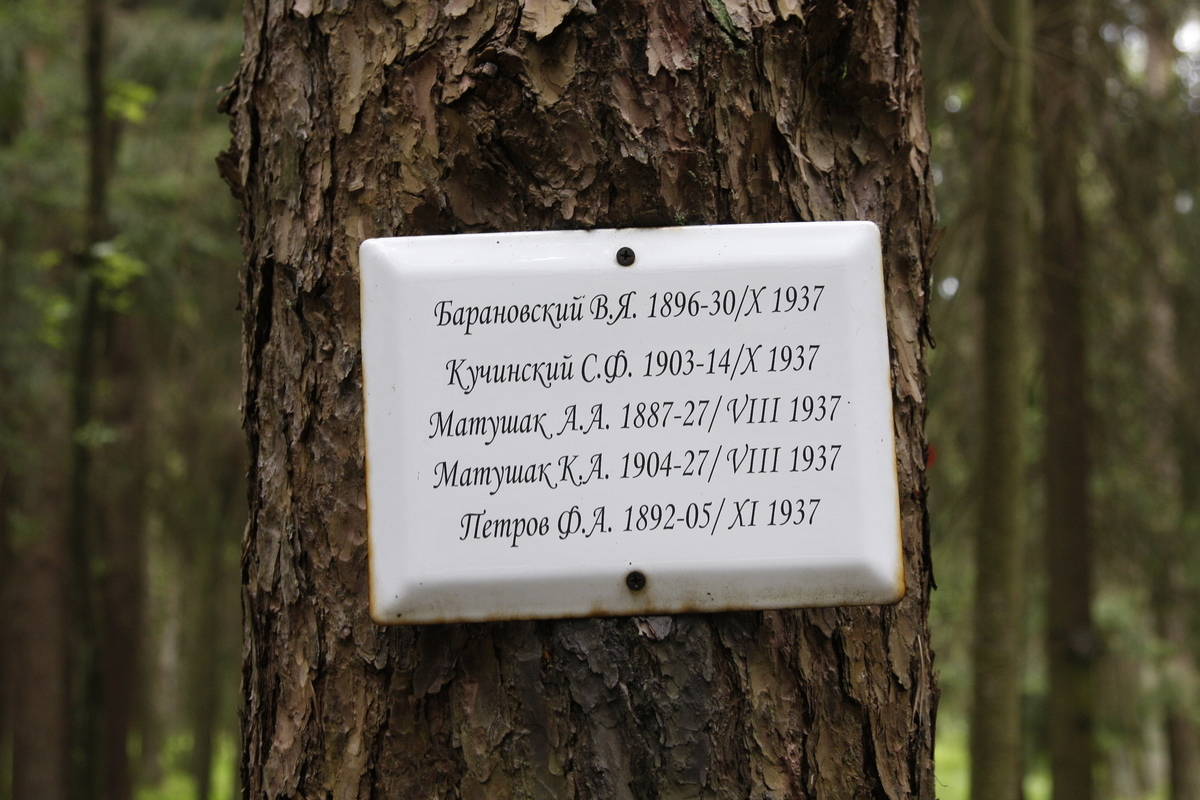 Барановский В.Я. 1896-30/X 1937
Кучинский С.Ф. 1903-14/X 1937
Матушак А.А. 1887-27/VIII 1937
Матушак К.А. 1904-27/VIII 1937
Петров Ф.А. 1892-05/XI 1937